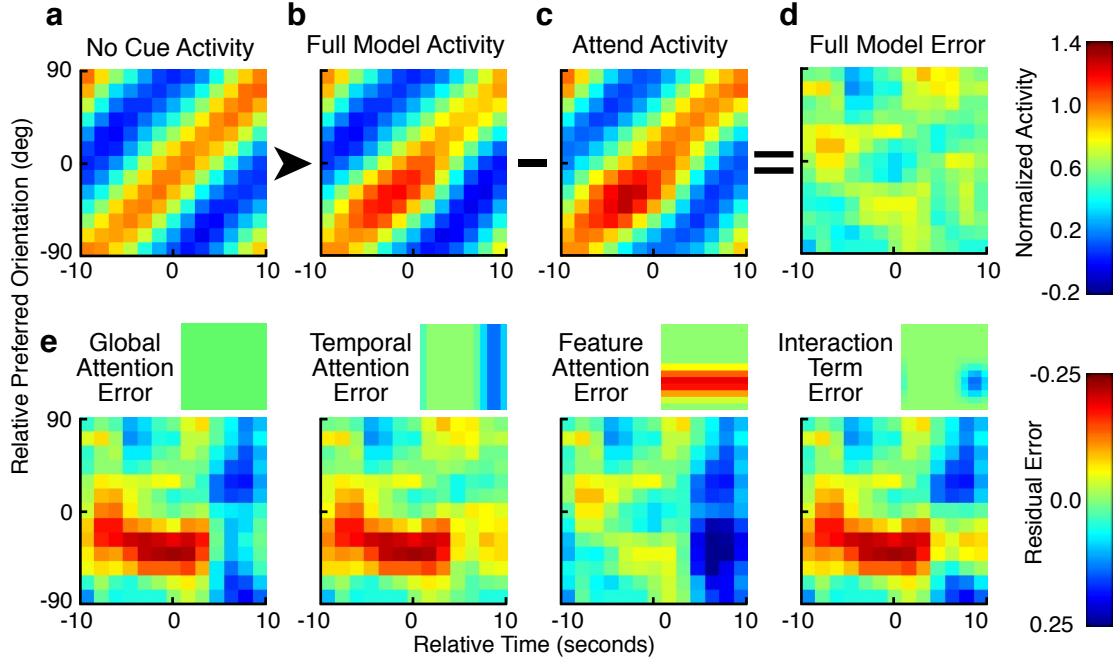 a
b
c
d
No Cue Activity
Full Model Activity
Attend Activity
Full Model Error
90
0
-90
-10
0
10
-10
0
10
-10
0
10
-10
0
10
1.4
1.0
0.6
0.2
-0.2
Normalized Activity
Relative Preferred Orientation (deg)
e
Global
Attention
Error
Temporal
Attention
Error
Feature
Attention
Error
Interaction
Term
Error
90
0
-90
-10
0
10
-10
0
10
-10
0
10
-10
0
10
Relative Time (seconds)
-0.25
0.0
0.25
Residual Error